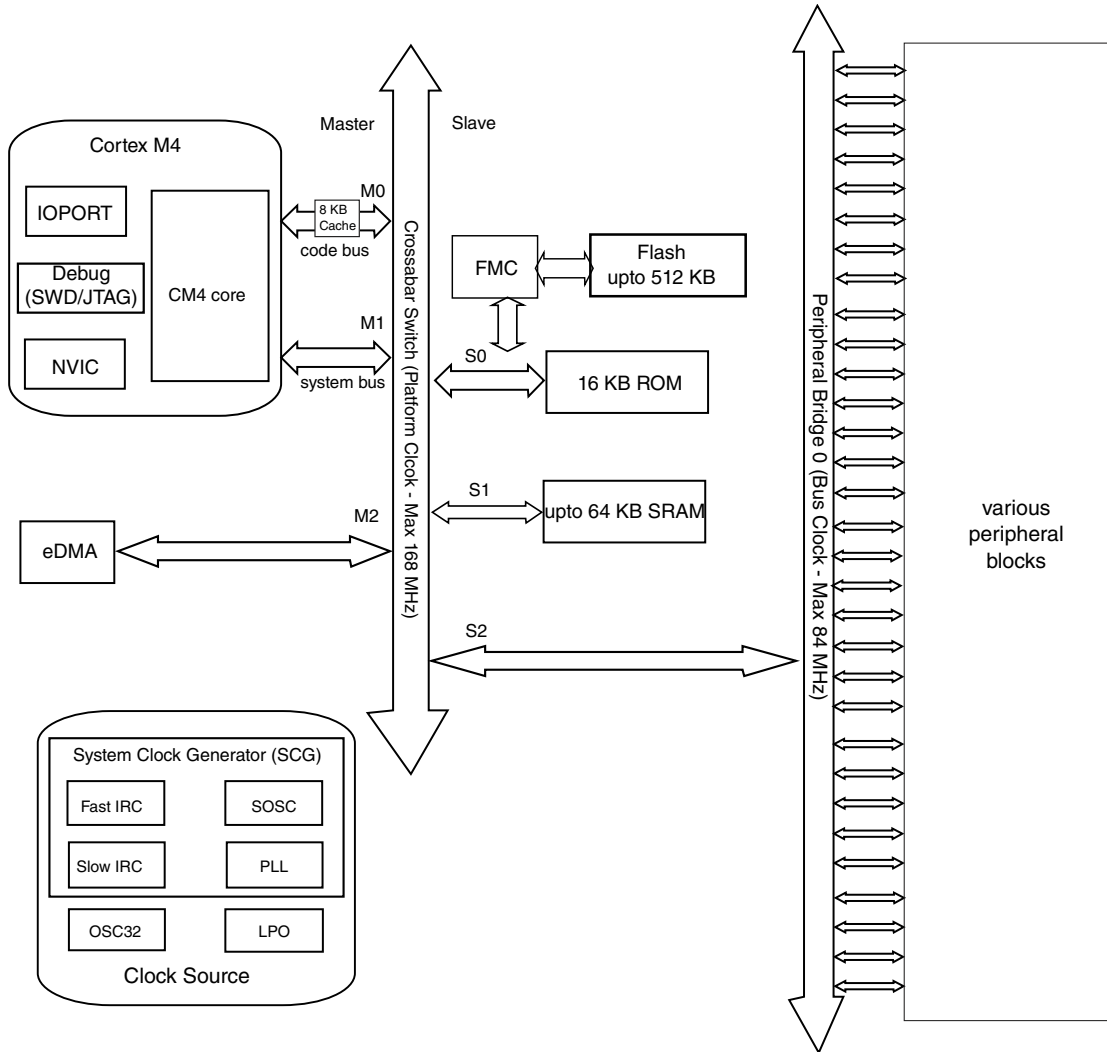 Master
Slave
Cortex M4
IOPORT
Debug
(SWD/JTAG)
NVIC
CM4 core
M0
8 KB
Cache
code bus
M1
system bus
Crossabar Switch (Platform Clcok - Max 168 MHz)
FMC
Flash
upto 512 KB
S0
16 KB ROM
S1
upto 64 KB SRAM
M2
eDMA
S2
Peripheral Bridge 0 (Bus Clock - Max 84 MHz)
various
peripheral
blocks
System Clock Generator (SCG)
Fast IRC
SOSC
Slow IRC
PLL
OSC32
LPO
Clock Source